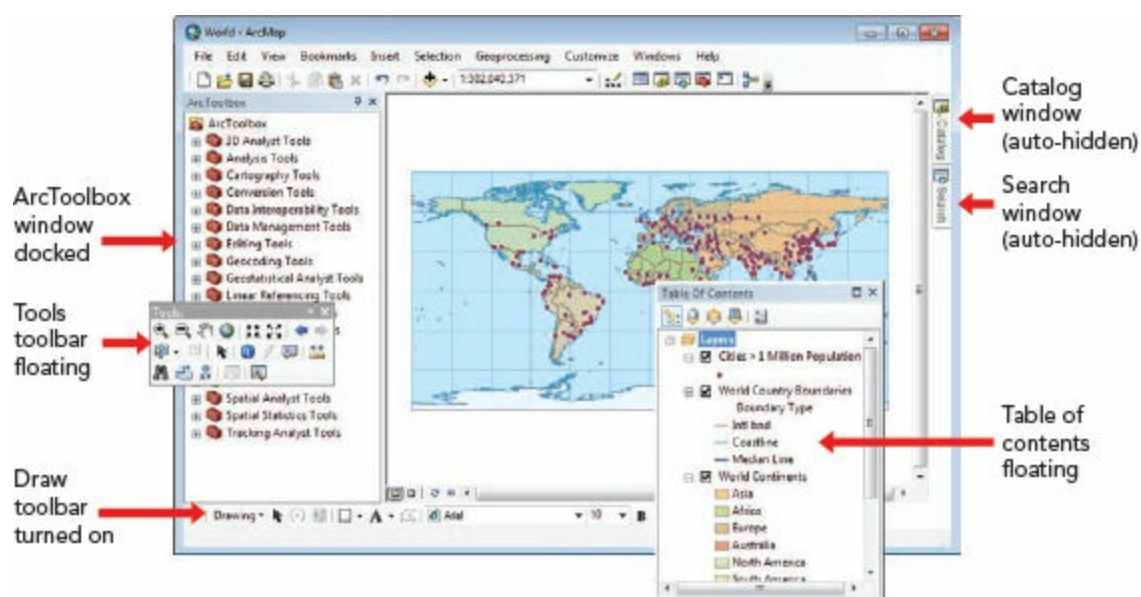 World - ArcMap
File Edit View Bookmarks Insert Selection Geoprocessing Customize Windows Help
1:302,040,371
ArcToolbox
ArcToolbox
3D Analyst Tools
Analysis Tools
Cartography Tools
Conversion Tools
Data Interoperability Tools
Data Management Tools
Editing Tools
Geocoding Tools
Geostatistical Analyst Tools
Linear Referencing Tools
Spatial Analyst Tools
Spatial Statistics Tools
Tracking Analyst Tools
Tools
Drawing
A
Arial
10
B
Catalog
Search
Table Of Contents
Layers
Cities > 1 Million Population
World Country Boundaries
Boundary Type
Intl bnd
Coastline
Median Line
World Continents
Asia
Africa
Europe
Australia
North America
South America
ArcToolbox
window
docked
Tools
toolbar
floating
Draw
toolbar
turned on
Catalog
window
(auto-hidden)
Search
window
(auto-hidden)
Table of
contents
floating